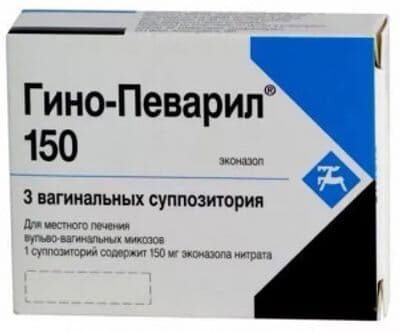 Гино-Певарил®
150
эконазол
3 вагинальных суппозитория
Для местного лечения
вульво-вагинальных микозов
1 суппозиторий содержит 150 мг эконазола нитрата